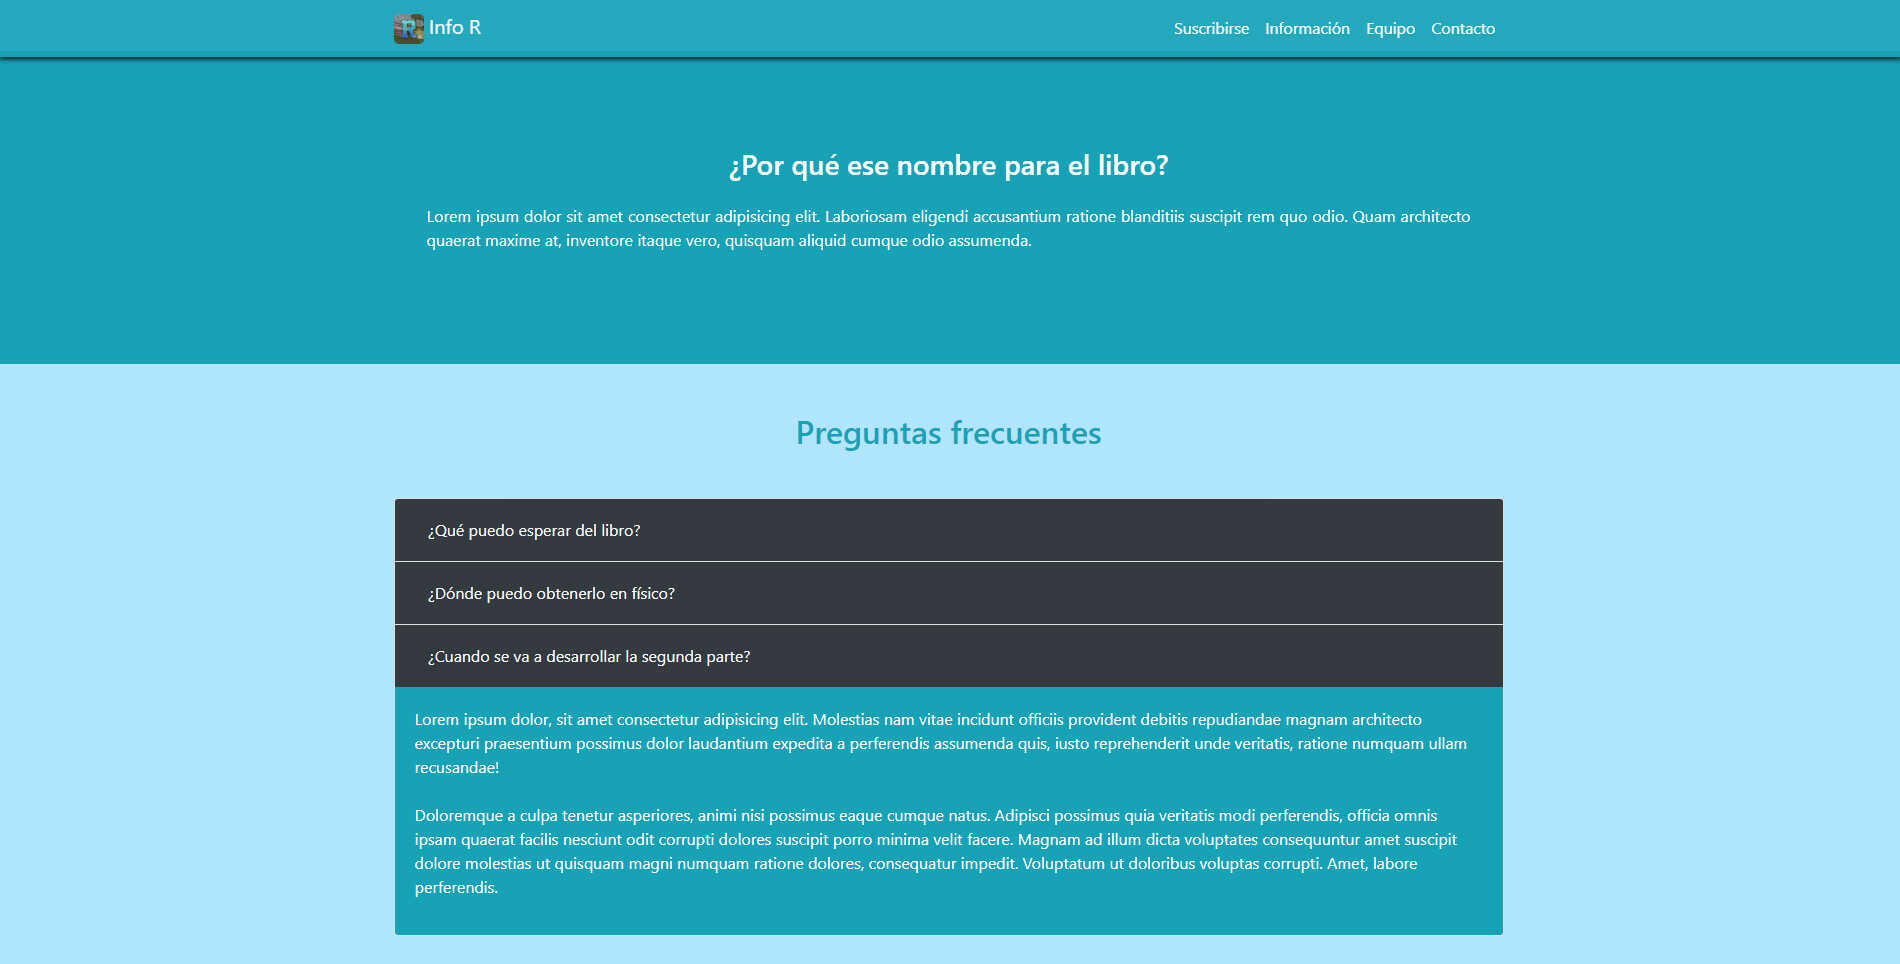 R Info R
Suscribirse Información Equipo Contacto
¿Por qué ese nombre para el libro?
Lorem ipsum dolor sit amet consectetur adipisicing elit. Laboriosam eligendi accusantium ratione blanditiis suscipit rem quo odio. Quam architecto
quaerat maxime at, inventore itaque vero, quisquam aliquid cumque odio assumenda.
Preguntas frecuentes
¿Qué puedo esperar del libro?
¿Dónde puedo obtenerlo en físico?
¿Cuando se va a desarrollar la segunda parte?
Lorem ipsum dolor, sit amet consectetur adipisicing elit. Molestias nam vitae incidunt officiis provident debitis repudiandae magnam architecto
excepturi praesentium possimus dolor laudantium expedita a perferendis assumenda quis, iusto reprehenderit unde veritatis, ratione numquam ullam
recusandae!
Doloremque a culpa tenetur asperiores, animi nisi possimus eaque cumque natus. Adipisci possimus quia veritatis modi perferendis, officia omnis
ipsam quaerat facilis nesciunt odit corrupti dolores suscipit porro minima velit facere. Magnam ad illum dicta voluptates consequuntur amet suscipit
dolore molestias ut quisquam magni numquam ratione dolores, consequatur impedit. Voluptatum ut doloribus voluptas corrupti. Amet, labore
perferendis.